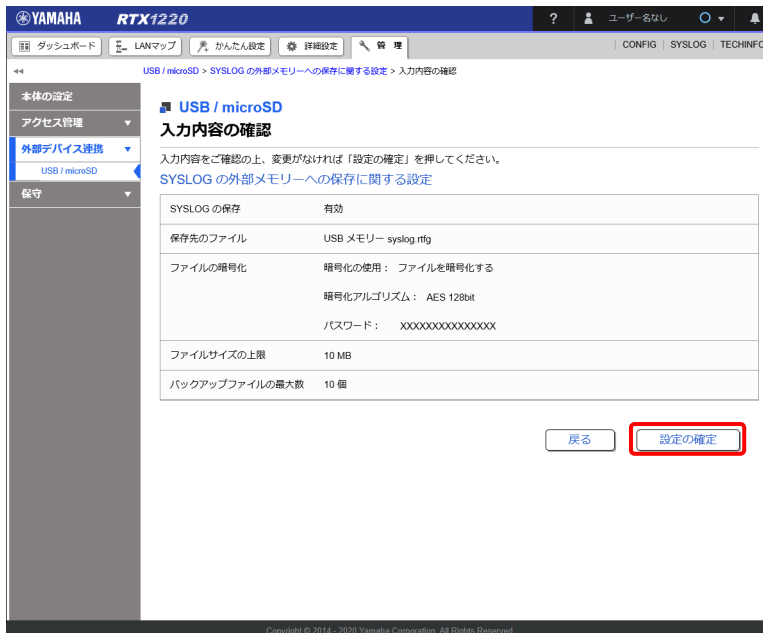 YAMAHA RTX1220 ? ユーザーなし
ダッシュボード LANマップ かんたん設定 詳細設定 管 理 CONFIG SYSLOG TECHINFO
USB / microSD > SYSLOG の外部メモリーへの保存に関する設定 > 入力内容の確認
本体の設定
アクセス管理
外部デバイス連携
USB / microSD
保守
USB / microSD
入力内容の確認
入力内容をご確認の上、変更がなければ「設定の確定」を押してください。
SYSLOG の外部メモリーへの保存に関する設定
SYSLOG の保存 有効
保存先のファイル USB メモリー syslog.rtfg
ファイルの暗号化 暗号化の使用： ファイルを暗号化する
暗号化アルゴリズム： AES 128bit
パスワード： XXXXXXXXXXXXXXX
ファイルサイズの上限 10 MB
バックアップファイルの最大数 10 個
戻る 設定の確定
Copyright © 2014 - 2020 Yamaha Corporation. All Rights Reserved.